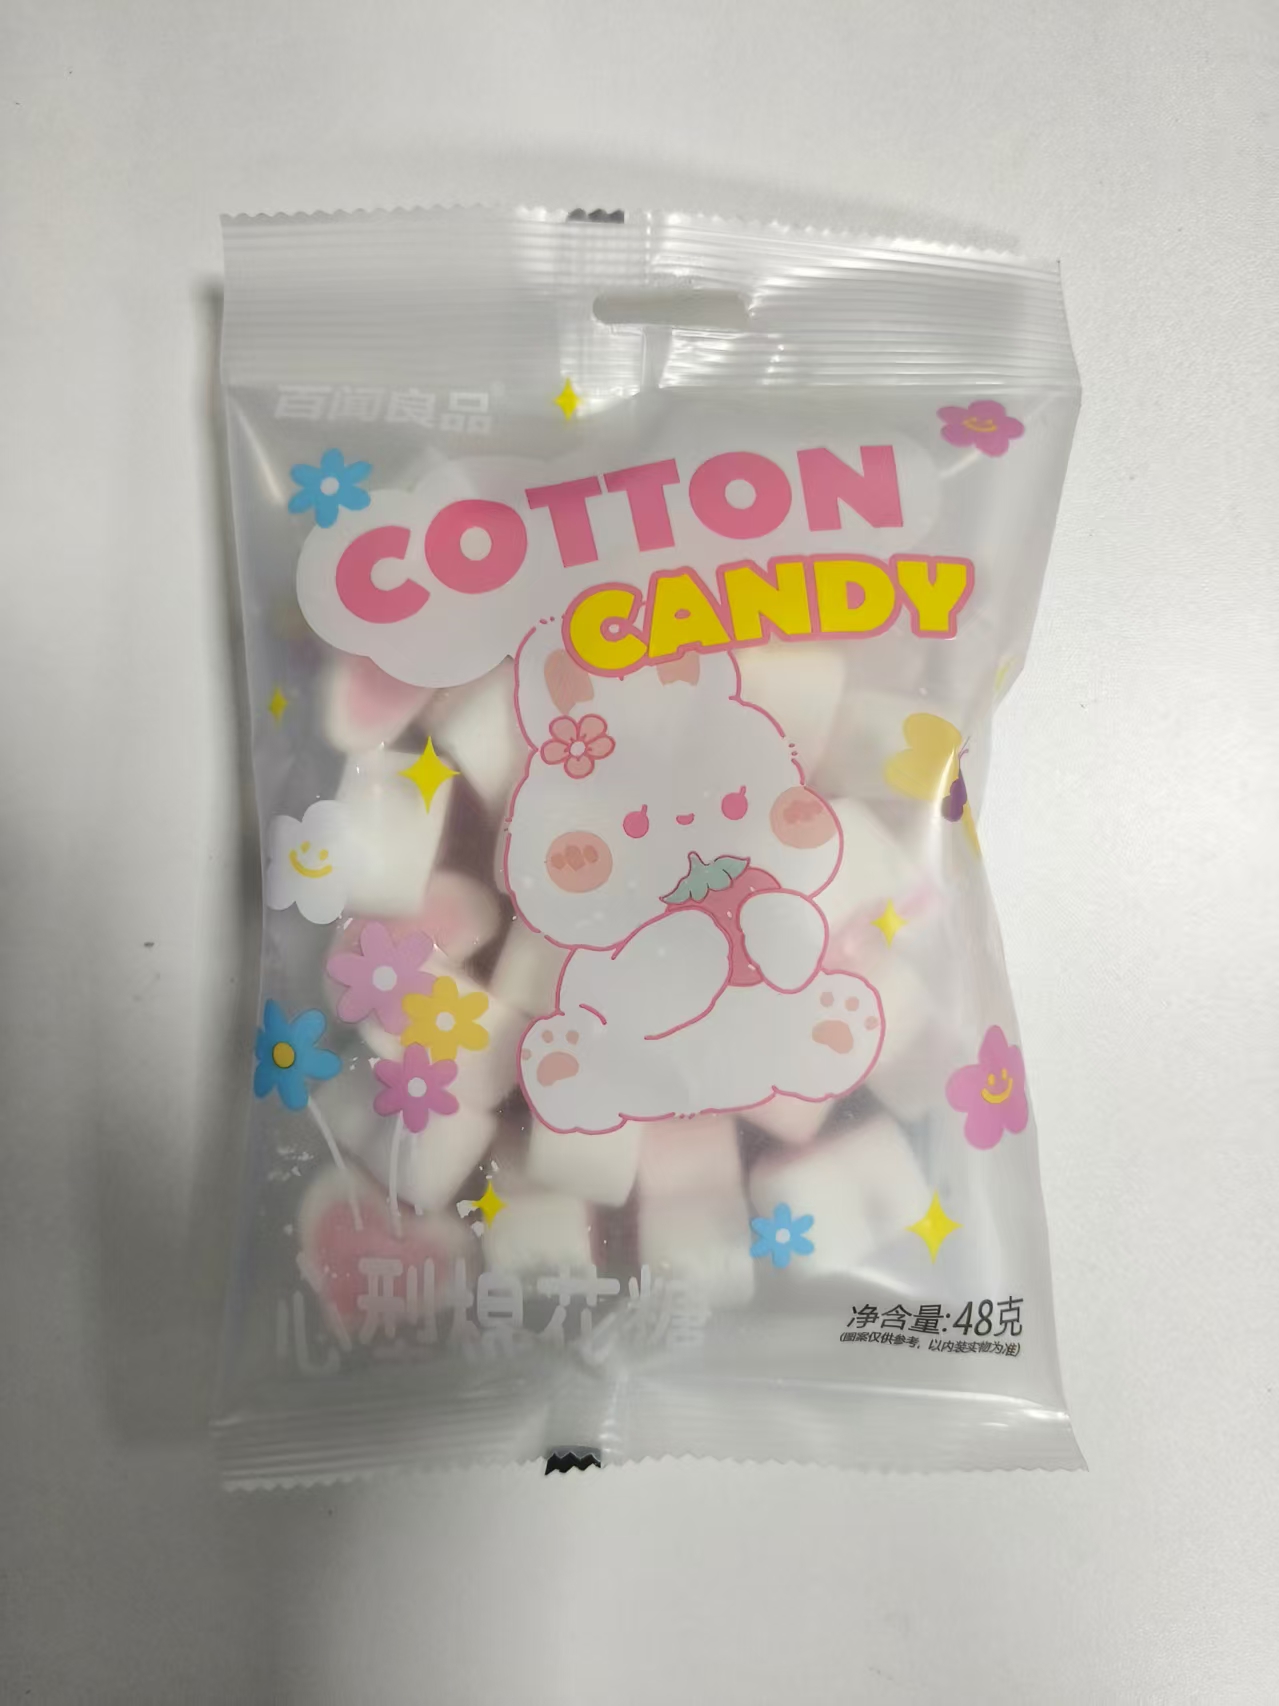 百闻良品
COTTON
CANDY
心型棉花糖
净含量:48克
(图案仅供参考，以内装实物为准)